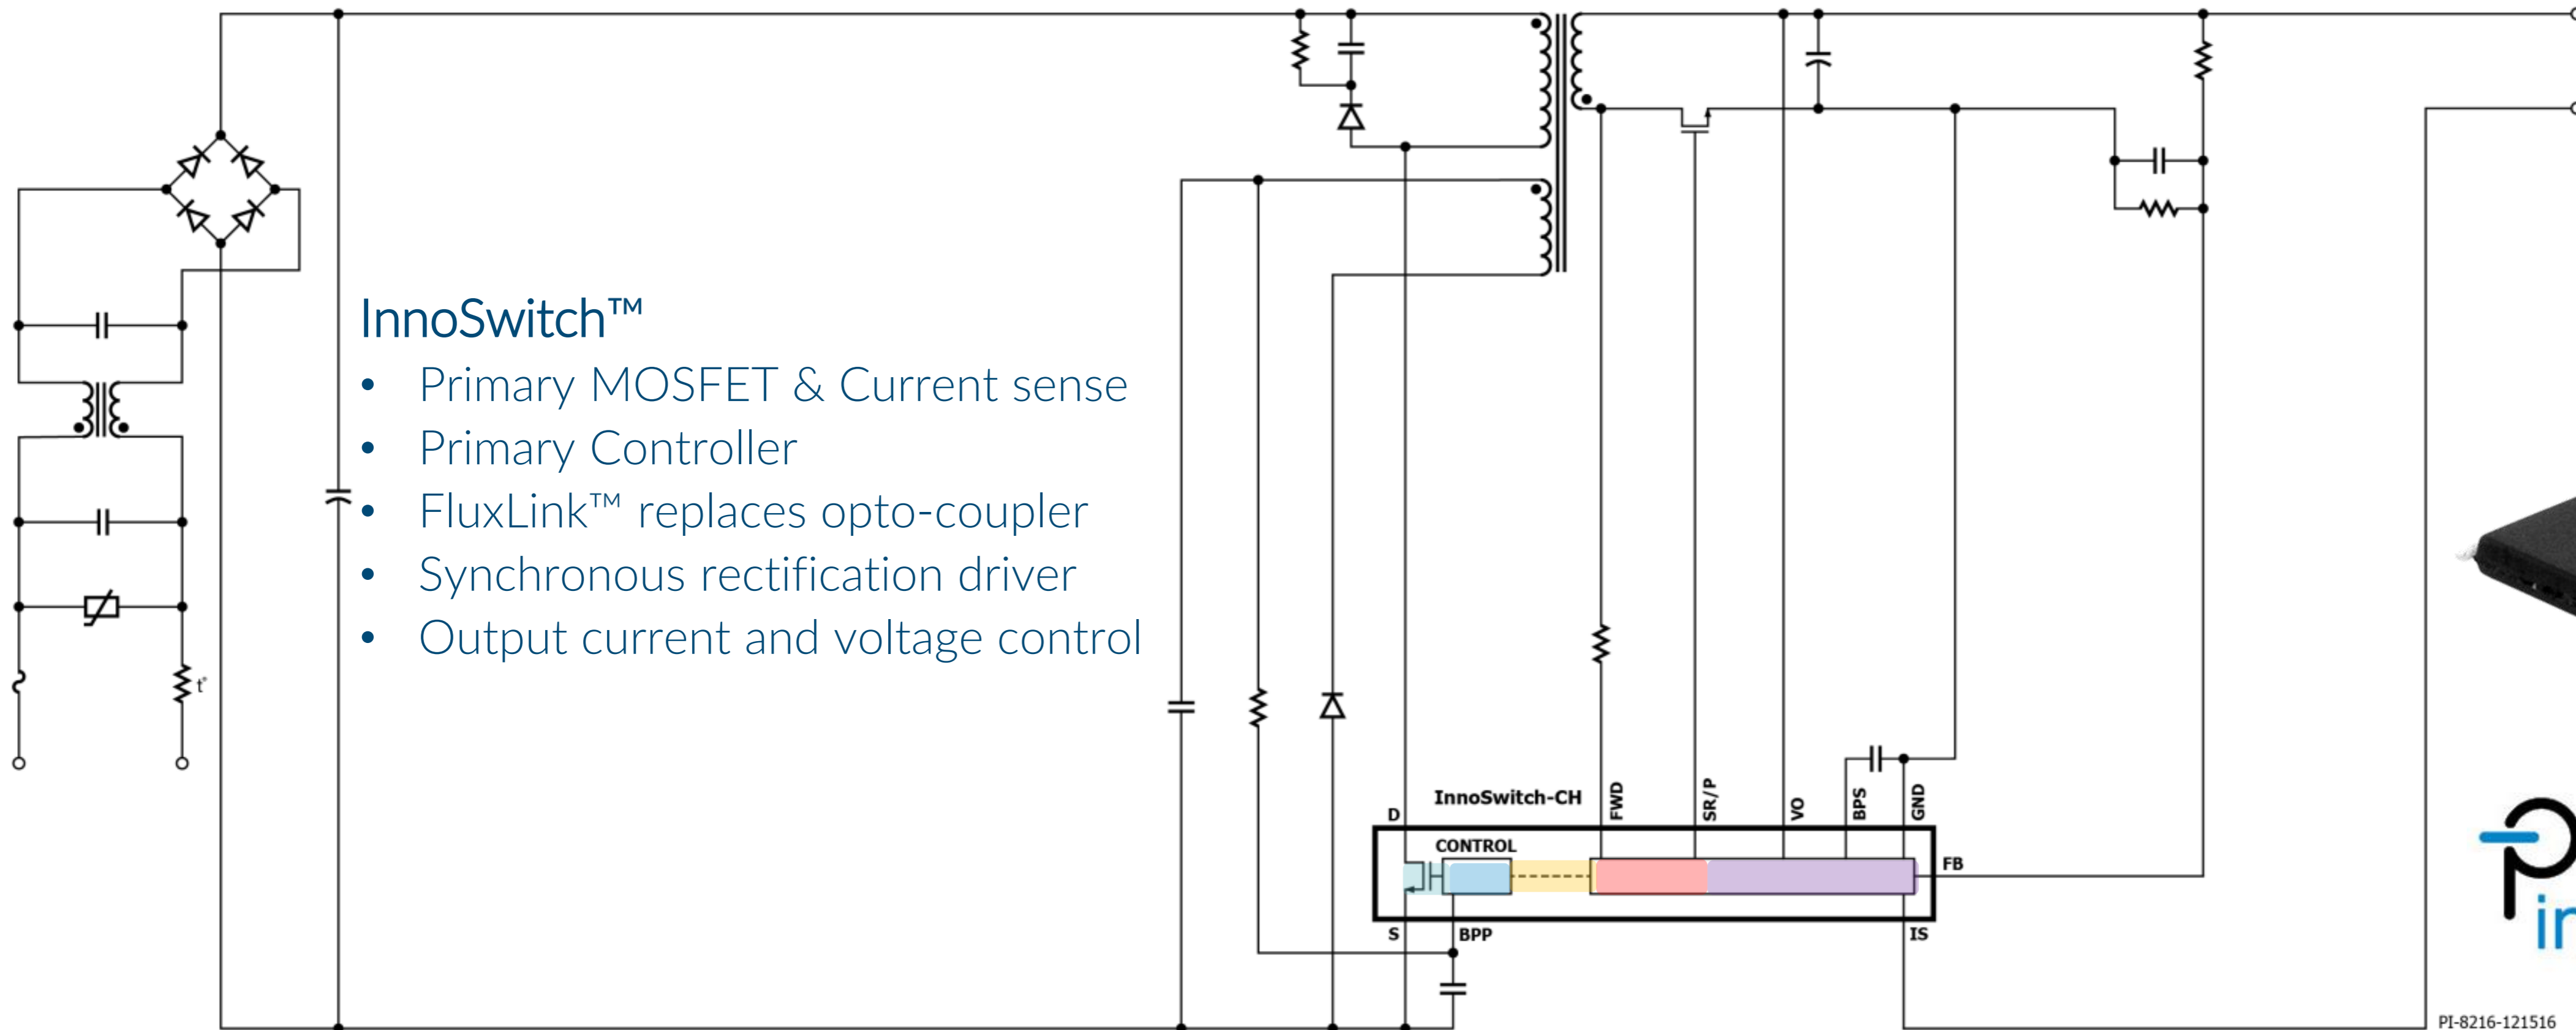 InnoSwitch™
• Primary MOSFET & Current sense
• Primary Controller
• FluxLink™ replaces opto-coupler
• Synchronous rectification driver
• Output current and voltage control
t°
InnoSwitch-CH
D
FWD
SR/P
VO
BPS
GND
CONTROL
FB
S
BPP
IS
in
PI-8216-121516